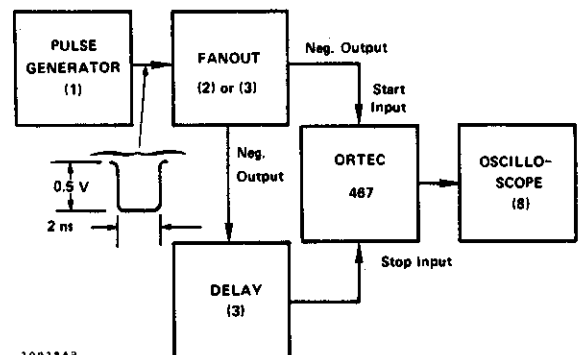 PULSE
GENERATOR
(1)
FANOUT
(2) or (3)
Neg. Output
Start
Input
ORTEC
467
OSCILLO-
SCOPE
(8)
Neg.
Output
0.5 V
2 ns
DELAY
(3)
Stop Input